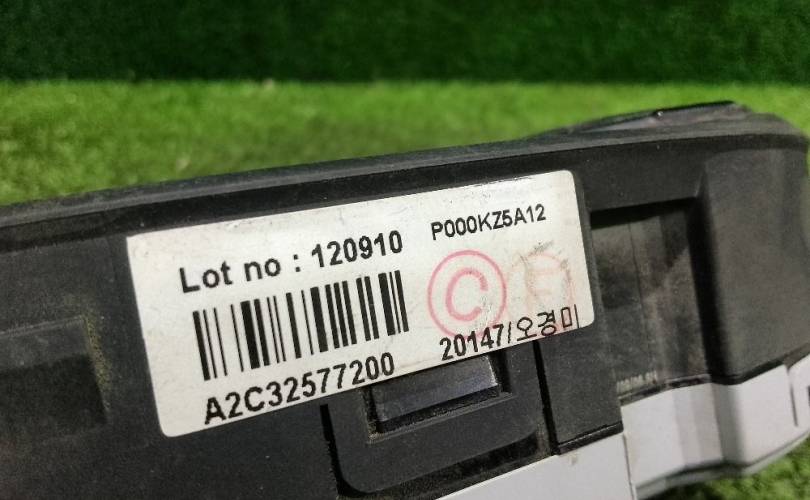 Lot no : 120910
P000KZ5A12
C
E
A2C32577200
20147/오경미